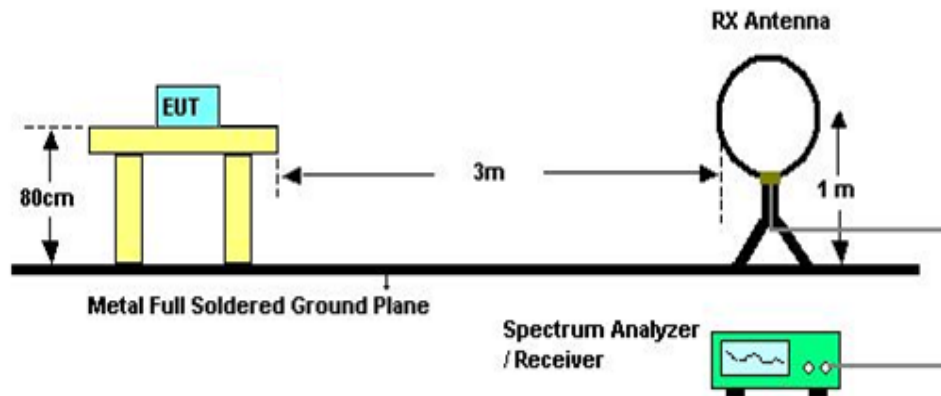 RX Antenna
EUT
3m
80cm
1 m
Metal Full Soldered Ground Plane
Spectrum Analyzer
/ Receiver